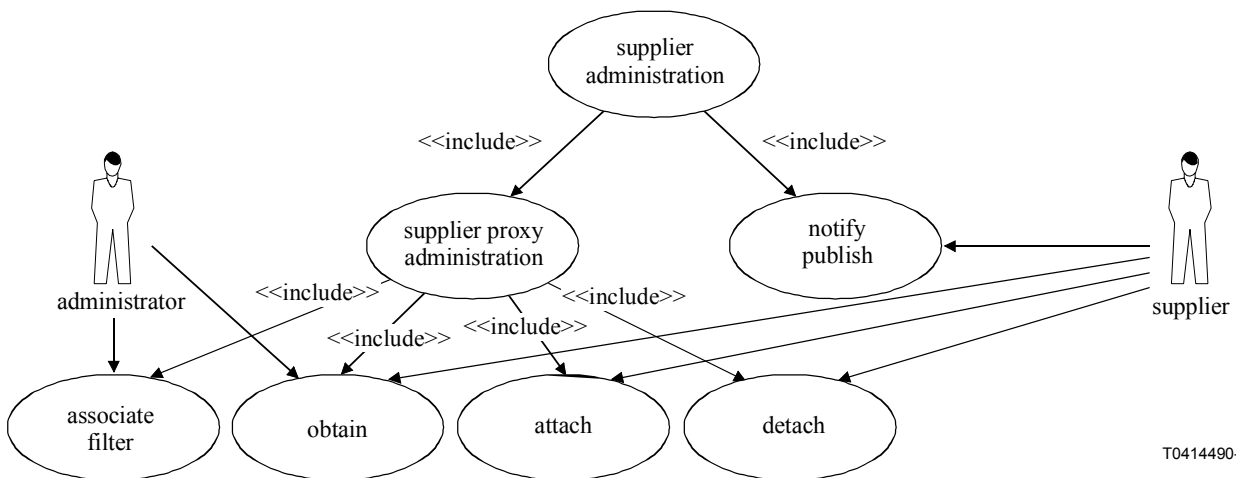 supplier
administration
<<include>>
<<include>>
supplier proxy
administration
notify
publish
administrator
supplier
<<include>>
<<include>>
<<include>>
<<include>>
associate
filter
obtain
attach
detach
T0414490-